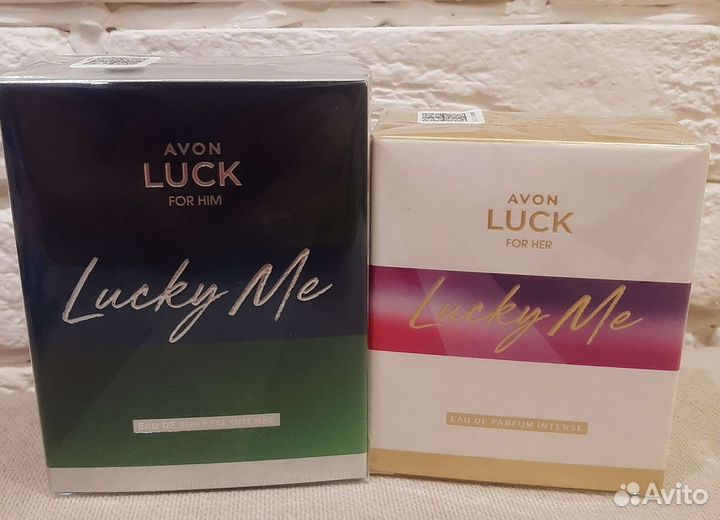 AVON
LUCK
FOR HIM
Lucky Me
EAU DE TOILETTE INTENSE
AVON
LUCK
FOR HER
Lucky Me
EAU DE PARFUM INTENSE
Avito